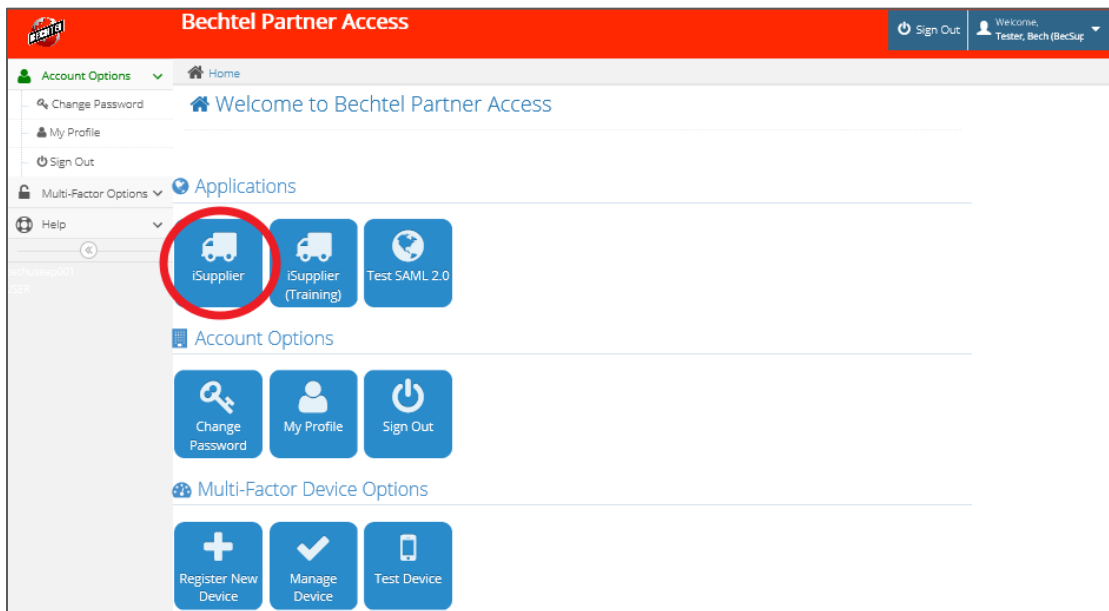 BECHTEL
Bechtel Partner Access
Sign Out
Welcome,
Tester, Bech (BecSup
Account Options
Change Password
My Profile
Sign Out
Multi-Factor Options
Help
Home
Welcome to Bechtel Partner Access
Applications
iSupplier
iSupplier
(Training)
Test SAML 2.0
Account Options
Change
Password
My Profile
Sign Out
Multi-Factor Device Options
Register New
Device
Manage
Device
Test Device